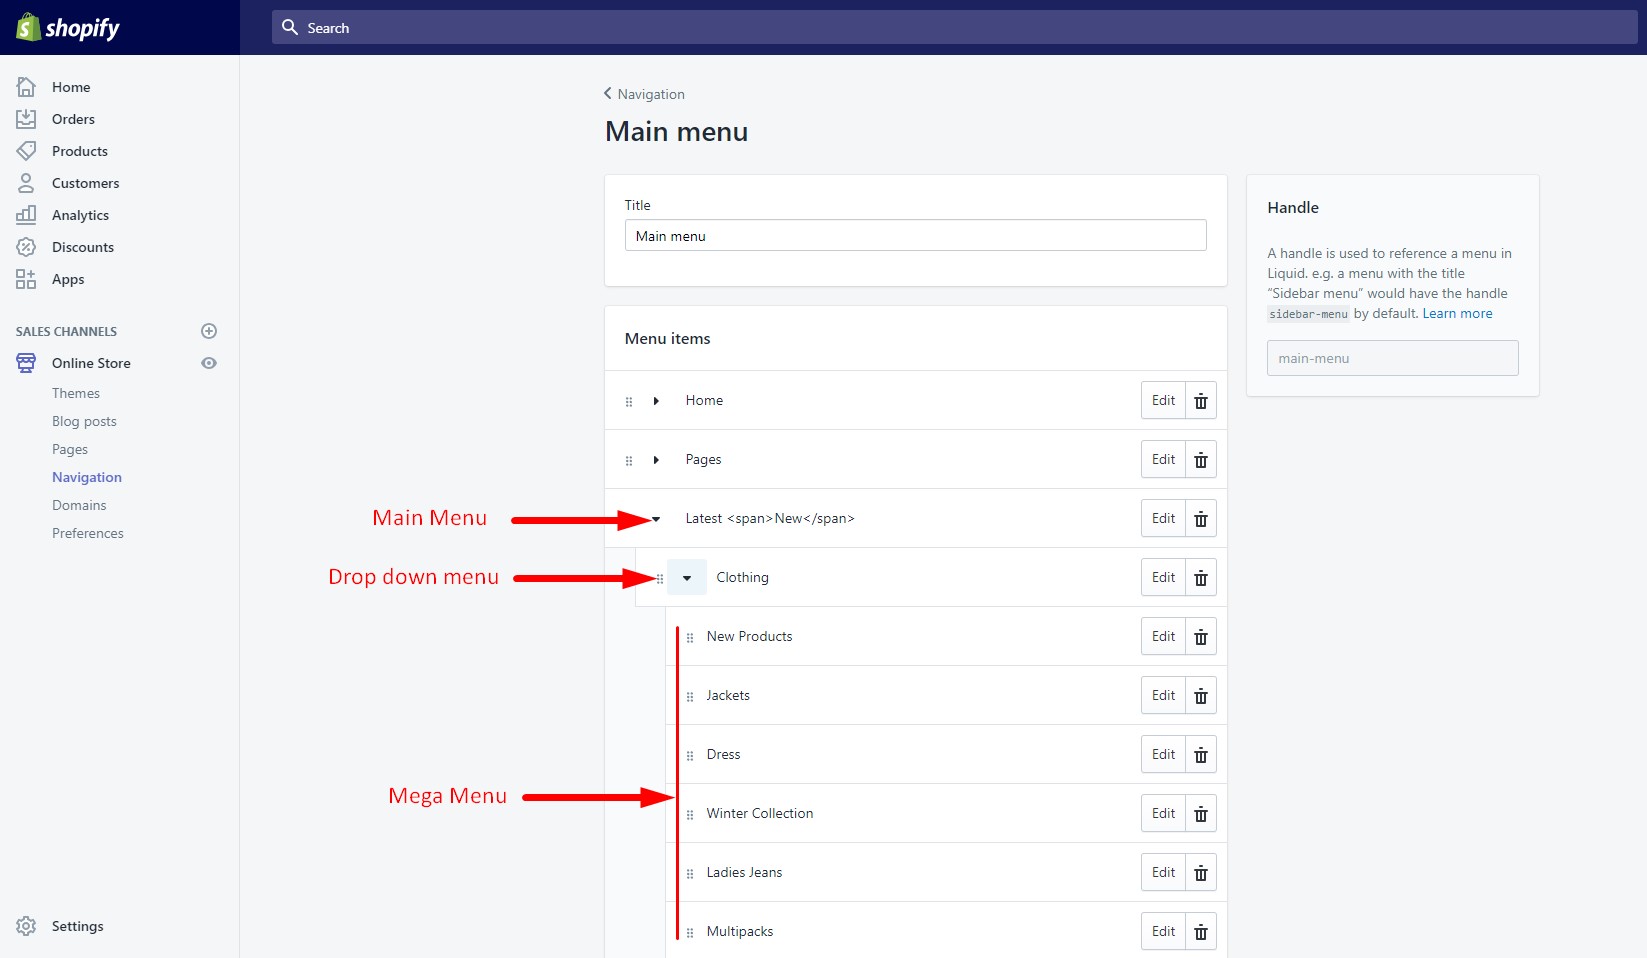 shopify
Search
Home
Orders
Products
Customers
Analytics
Discounts
Apps
SALES CHANNELS
Online Store
Themes
Blog posts
Pages
Navigation
Domains
Preferences
Settings
Navigation
Main menu
Title
Main menu
Menu items
Home Edit
Pages Edit
Main Menu Latest <span>New</span> Edit
Drop down menu Clothing Edit
New Products Edit
Jackets Edit
Dress Edit
Mega Menu
Winter Collection Edit
Ladies Jeans Edit
Multipacks Edit
Handle
A handle is used to reference a menu in
Liquid. e.g. a menu with the title
“Sidebar menu” would have the handle
sidebar-menu by default. Learn more
main-menu